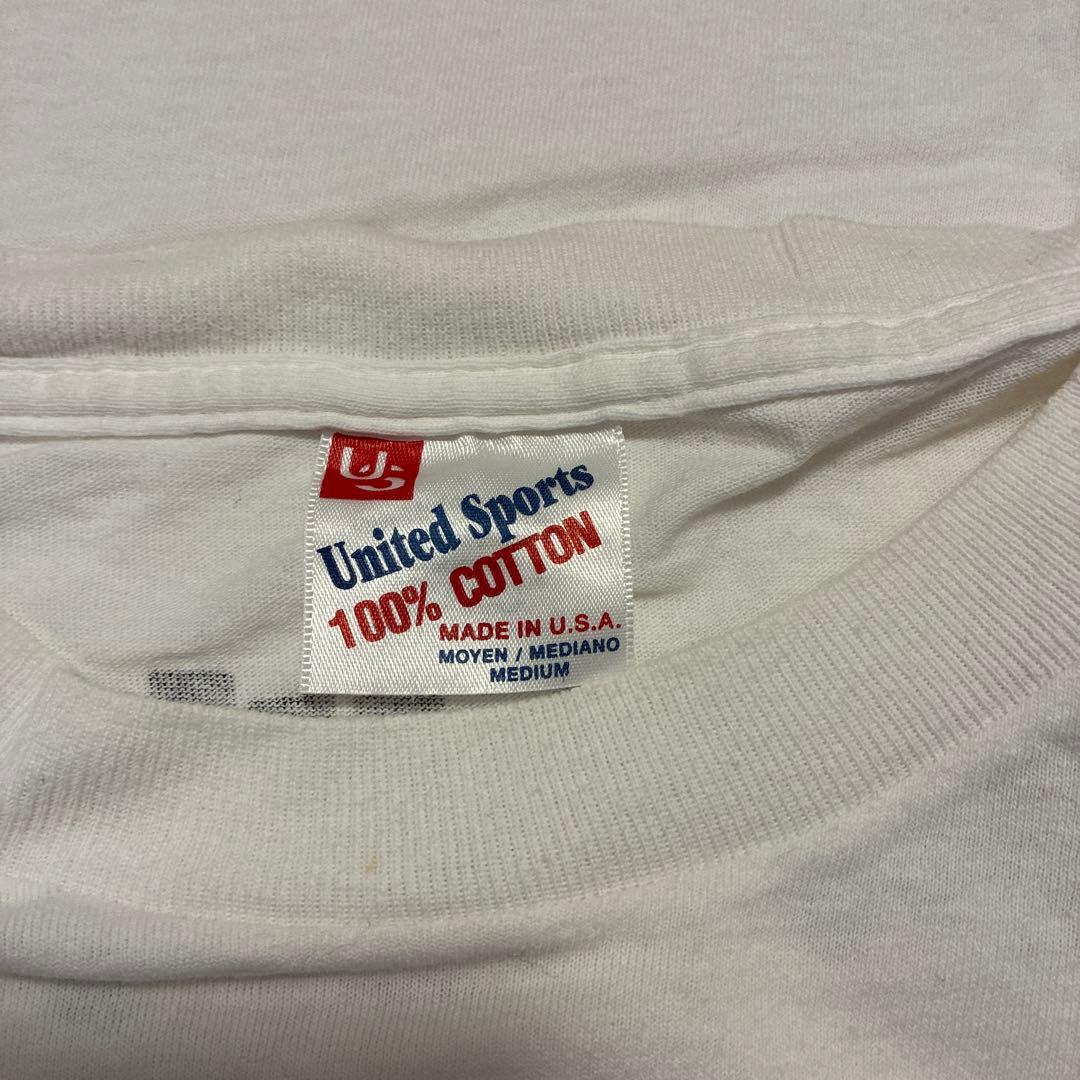 US
United Sports
100% COTTON
MADE IN U.S.A.
MOYEN / MEDIANO
MEDIUM